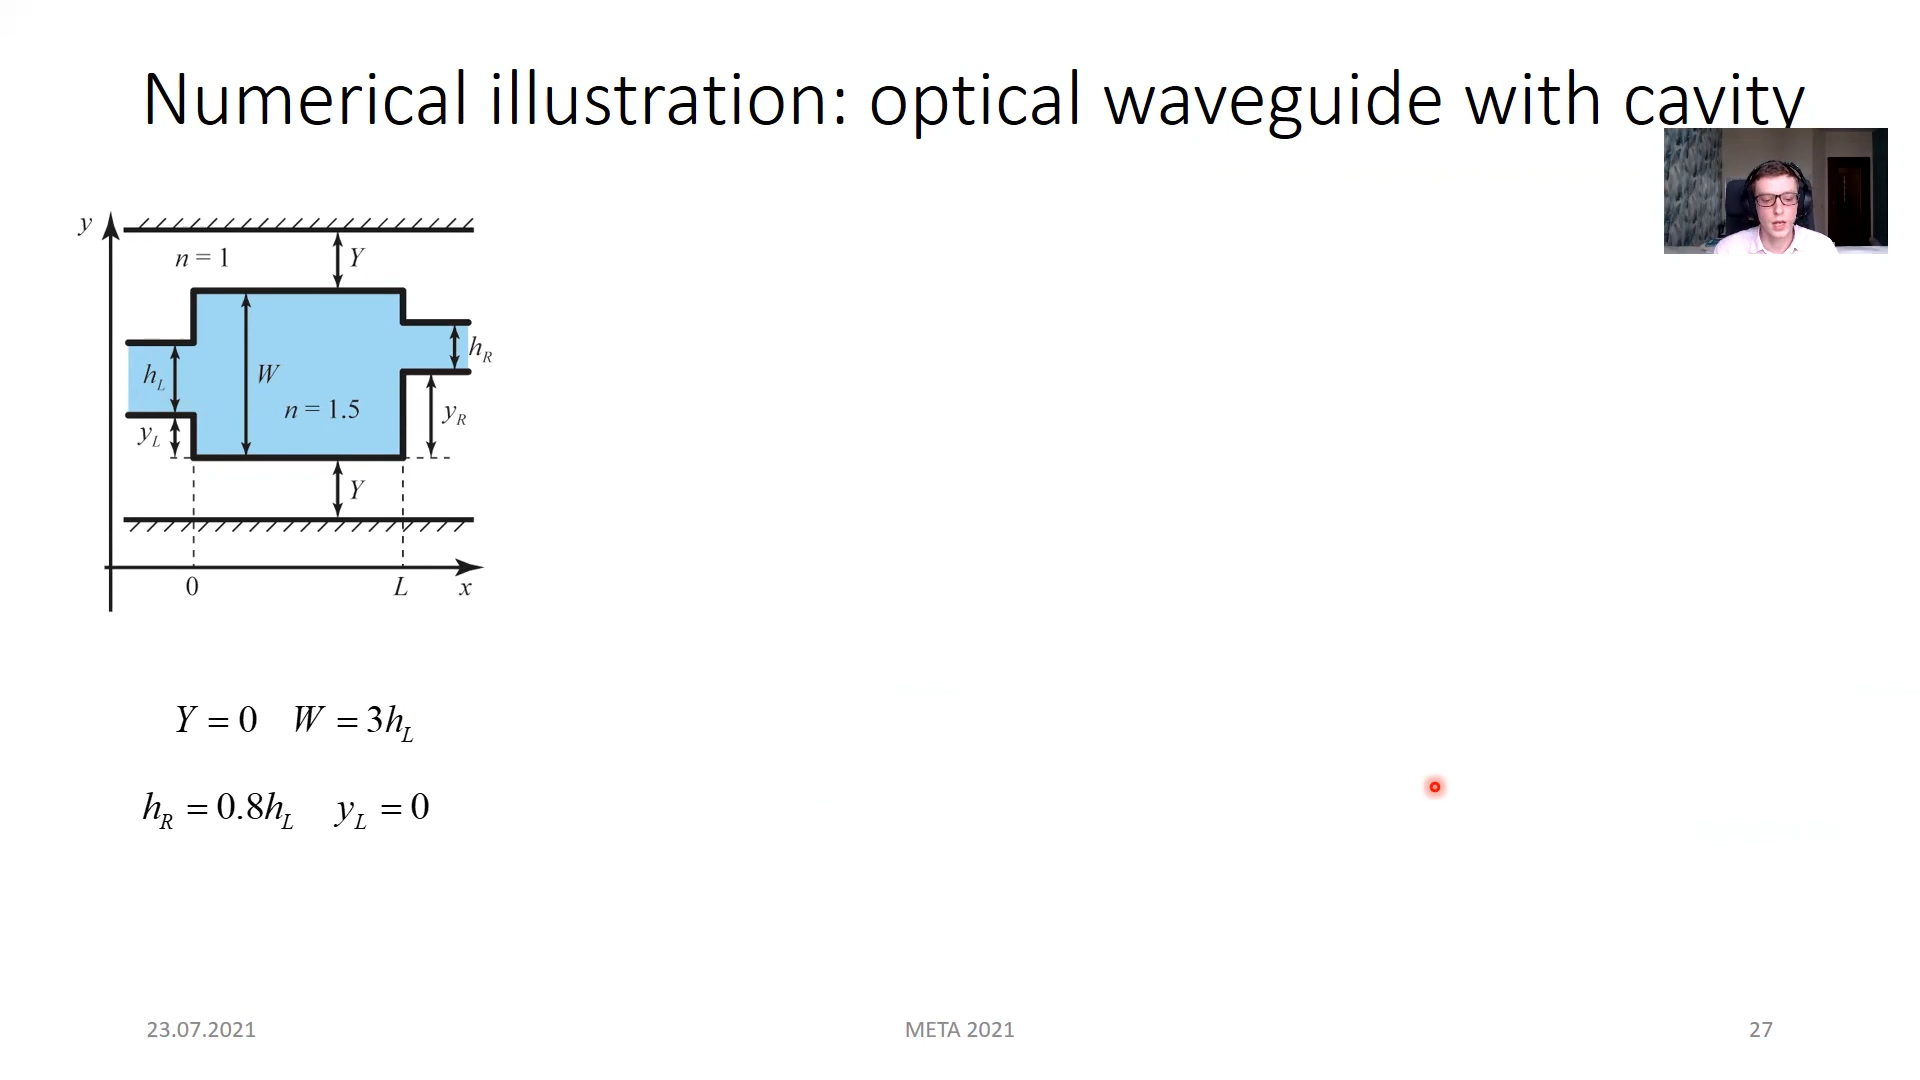 Numerical illustration: optical waveguide with cavity
y
n = 1
Y
h_R
h_L
W
n = 1.5
y_R
y_L
Y
0
L
x
Y = 0 W = 3h_L
h_R = 0.8h_L y_L = 0
23.07.2021
META 2021
27